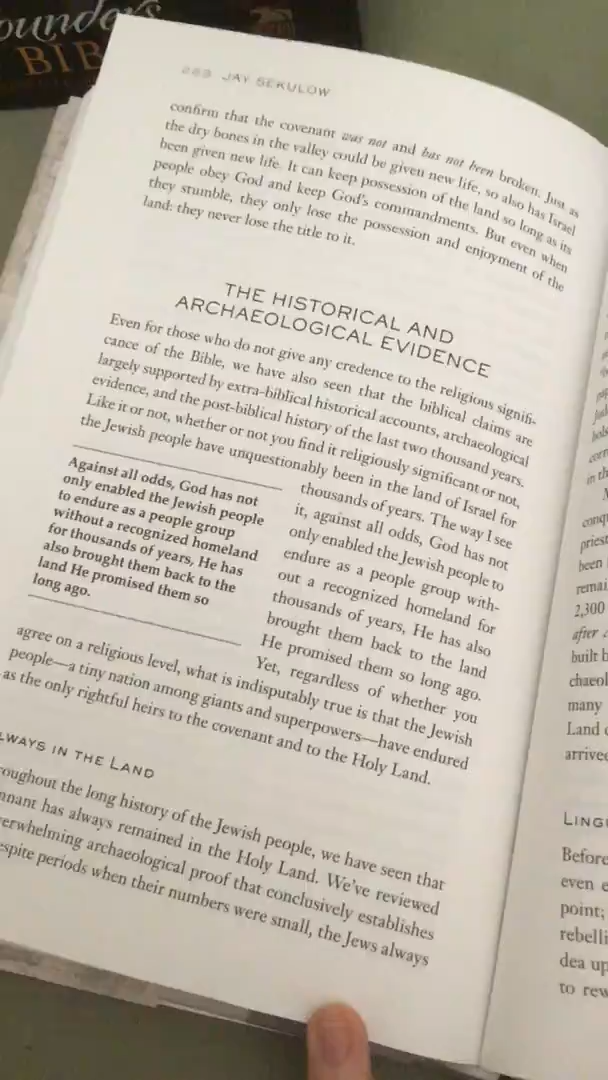 ounder's
BIB
JAY SEKULOW
confirm that the covenant was not and has not been broken. Just as
the dry bones in the valley could be given new life, so also has Israel
been given new life. It can keep possession of the land so long as its
people obey God and keep God's commandments. But even when
they stumble, they only lose the possession and enjoyment of the
land: they never lose the title to it.
THE HISTORICAL AND
ARCHAEOLOGICAL EVIDENCE
Even for those who do not give any credence to the religious signifi-
cance of the Bible, we have also seen that the biblical claims are
largely supported by extra-biblical historical accounts, archaeological
evidence, and the post-biblical history of the last two thousand years.
Like it or not, whether or not you find it religiously significant or not,
the Jewish people have unquestionably been in the land of Israel for
thousands of years. The way I see
it, against all odds, God has not
only enabled the Jewish people to
endure as a people group with-
out a recognized homeland for
thousands of years, He has also
brought them back to the land
He promised them so long ago.
Yet, regardless of whether you
Against all odds, God has not
only enabled the Jewish people
to endure as a people group
without a recognized homeland
for thousands of years, He has
also brought them back to the
land He promised them so
long ago.
agree on a religious level, what is indisputably true is that the Jewish
people—a tiny nation among giants and superpowers—have endured
as the only rightful heirs to the covenant and to the Holy Land.
LWAYS IN THE LAND
roughout the long history of the Jewish people, we have seen that
nnant has always remained in the Holy Land. We've reviewed
verwhelming archaeological proof that conclusively establishes
espite periods when their numbers were small, the Jews always
in th
conqu
priest
been
remai
2,300
after
built b
chaeol
many
Land
arrived
LINGU
Before
even e
point;
rebelli
dea up
to rew